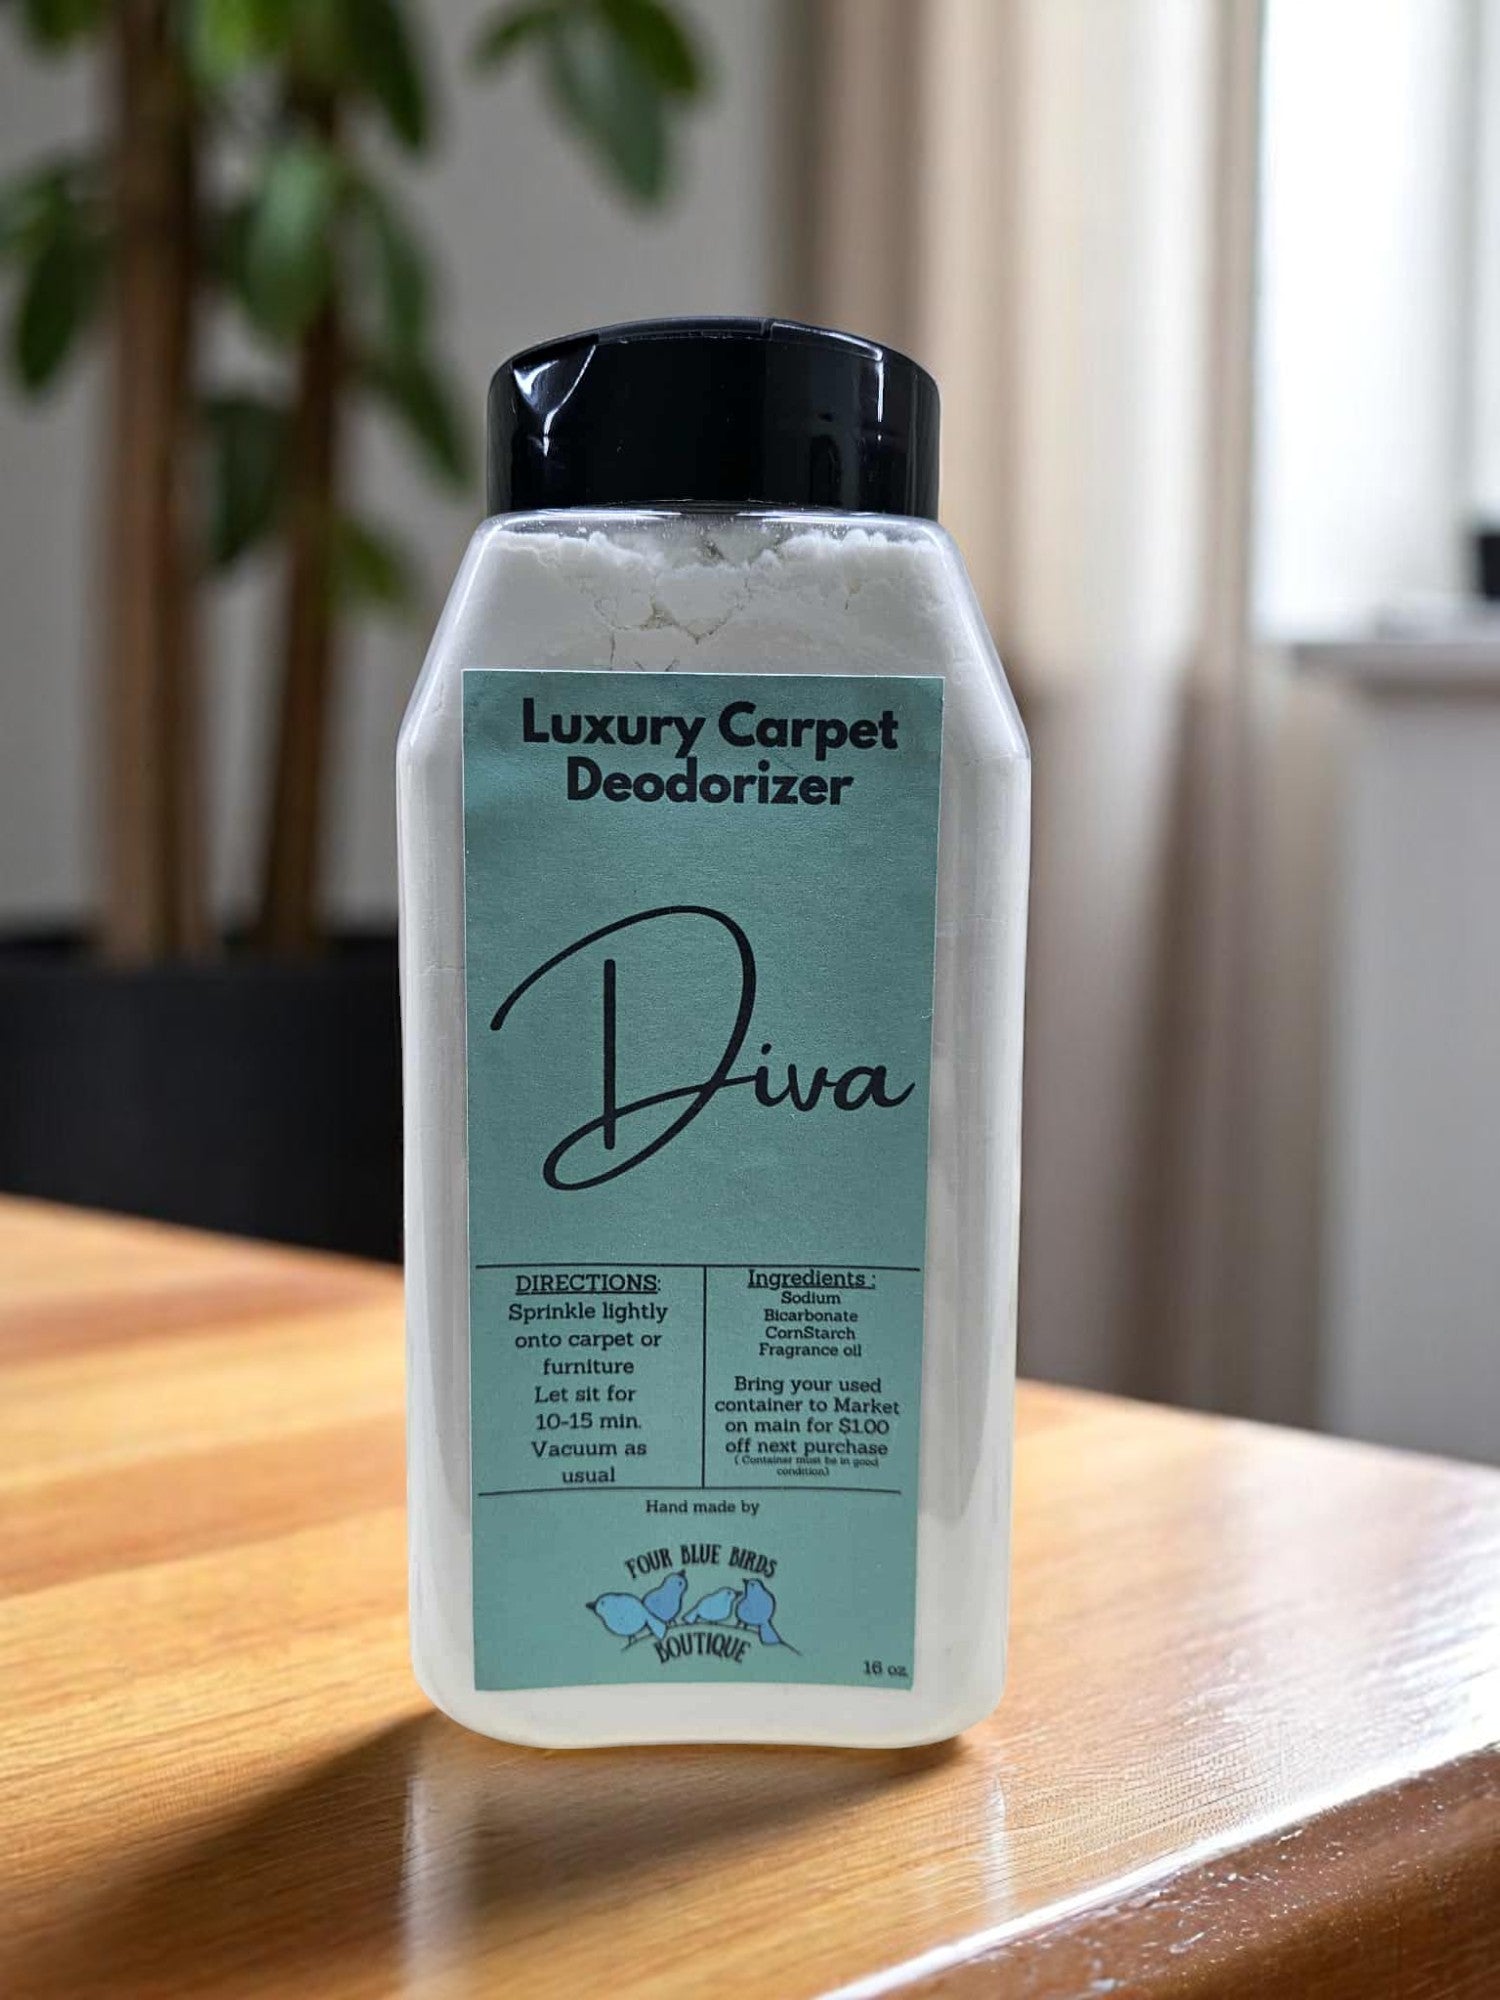 Luxury Carpet
Deodorizer
Diva
DIRECTIONS:
Sprinkle lightly
onto carpet or
furniture
Let sit for
10-15 min.
Vacuum as
usual
Ingredients :
Sodium
Bicarbonate
CornStarch
Fragrance oil
Bring your used
container to Market
on main for $1.00
off next purchase
( Container must be in good
condition)
Hand made by
FOUR BLUE BIRDS
BOUTIQUE
16 oz.